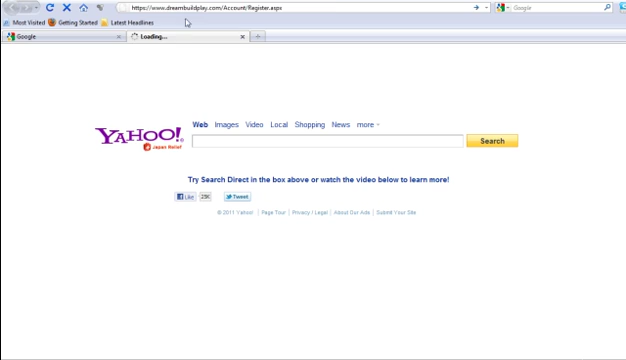 https://www.dreambuildplay.com/Account/Register.aspx
Google
Most Visited Getting Started Latest Headlines
Google Loading...
YAHOO! Web Images Video Local Shopping News more
Japan Relief
Search
Try Search Direct in the box above or watch the video below to learn more!
Like 25K Tweet
© 2011 Yahoo! | Page Tour | Privacy / Legal | About Our Ads | Submit Your Site